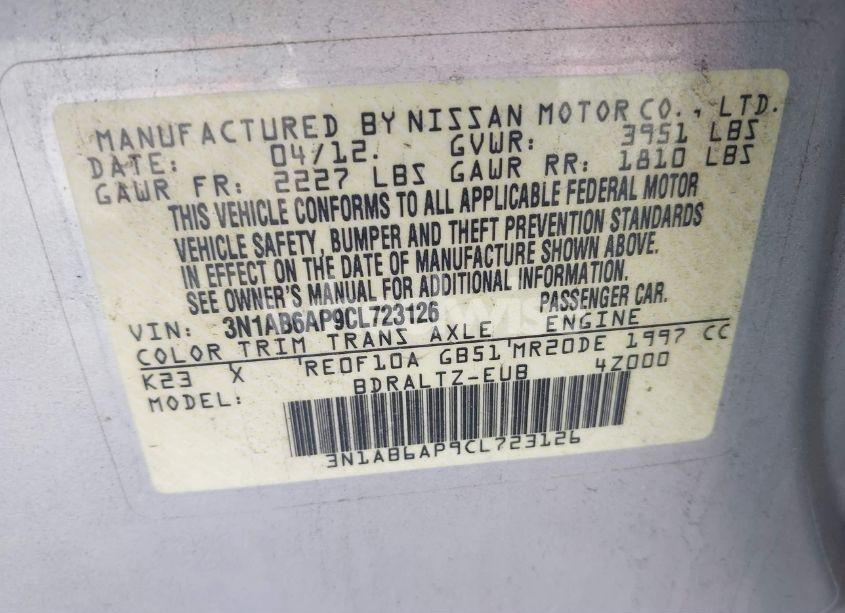 MANUFACTURED BY NISSAN MOTOR CO., LTD.
DATE: 04/12. GVWR: 3951 LBS
GAWR FR: 2227 LBS GAWR RR: 1810 LBS
THIS VEHICLE CONFORMS TO ALL APPLICABLE FEDERAL MOTOR
VEHICLE SAFETY, BUMPER AND THEFT PREVENTION STANDARDS
IN EFFECT ON THE DATE OF MANUFACTURE SHOWN ABOVE.
SEE OWNER'S MANUAL FOR ADDITIONAL INFORMATION.
VIN: 3N1AB6AP9CL723126 PASSENGER CAR.
COLOR TRIM TRANS AXLE ENGINE
K23 X RE0F10A GB51 MR20DE 1997 CC
MODEL: BDRALTZ-EUB 4Z000
3N1AB6AP9CL723126